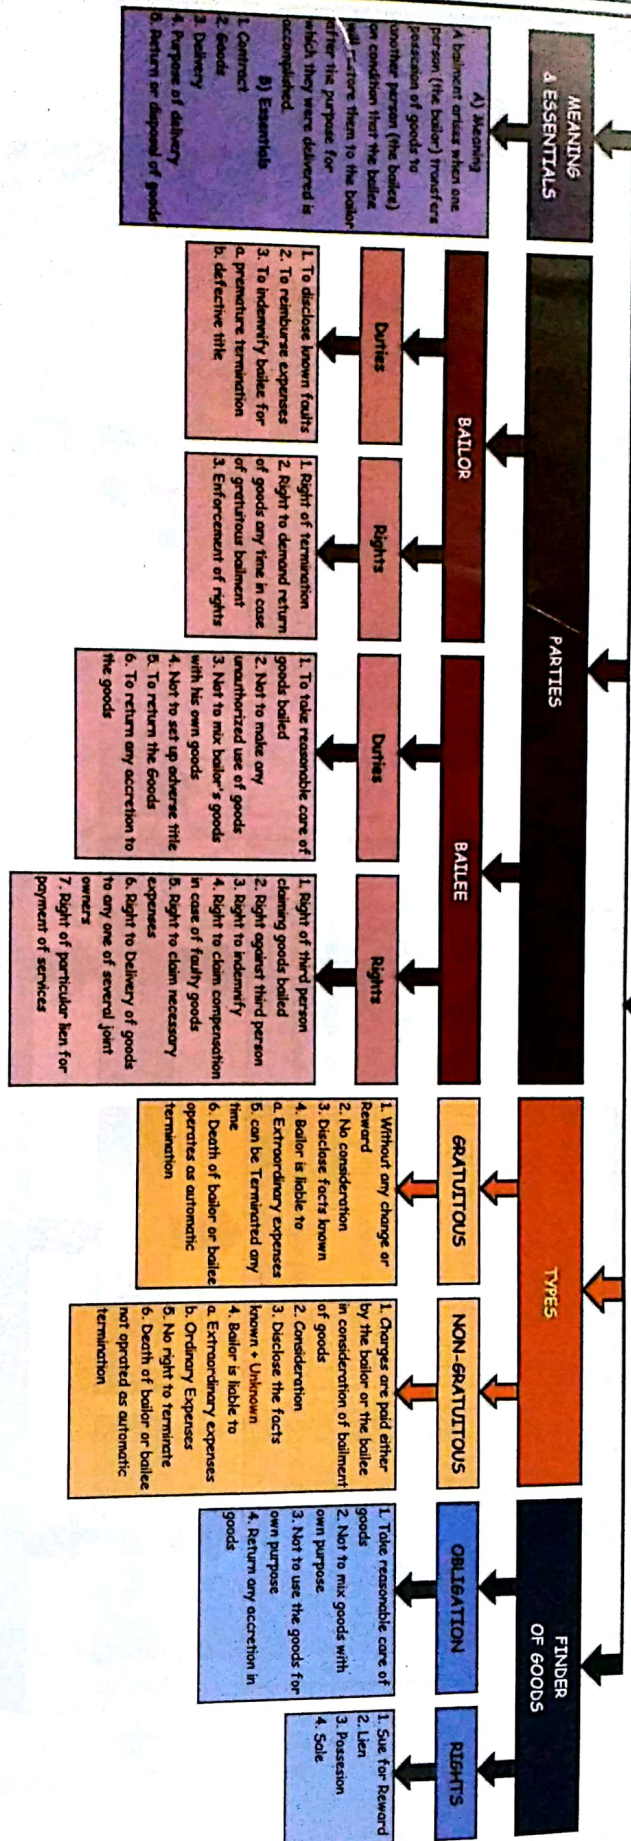 MEANING
& ESSENTIALS
A) Meaning
A bailment arises when one
person (the bailor) transfers
possesion of goods to
another person (the bailee)
on condition that the bailee
will restore them to the bailor
after the purpose for
which they were delivered is
accomplished.
B) Essentials
1. Contract
2. Goods
3. Delivery
4. Purpose of delivery
5. Return or disposal of goods
PARTIES
BAILOR
Duties
1. To disclose known faults
2. To reimburse expenses
3. To indemnify bailee for
a. premature termination
b. defective title
Rights
1. Right of termination
2. Right to demand return
of goods any time in case
of gratuitous bailment
3. Enforcement of rights
BAILEE
Duties
1. To take reasonable care of
goods bailed
2. Not to make any
unauthorized use of goods
3. Not to mix bailor's goods
with his own goods
4. Not to set up adverse title
5. To return the Goods
6. To return any accretion to
the goods
Rights
1. Right of third person
claiming goods bailed
2. Right against third person
3. Right to indemnify
4. Right to claim compensation
in case of faulty goods
5. Right to claim necessary
expenses
6. Right to Delivery of goods
to any one of several joint
owners
7. Right of particular lien for
payment of services
TYPES
GRATUITOUS
1. Without any change or
Reward
2. No consideration
3. Disclose facts known
4. Bailor is liable to
a. Extraordinary expenses
5. can be Terminated any
time
6. Death of bailor or bailee
operates as automatic
termination
NON-GRATUITOUS
1. Charges are paid either
by the bailor or the bailee
in consideration of bailment
of goods
2. Consideration
3. Disclose the facts
known + Unknown
4. Bailor is liable to
a. Extraordinary expenses
b. Ordinary Expenses
5. No right to terminate
6. Death of bailor or bailee
not oprated as automatic
termination
FINDER
OF GOODS
OBLIGATION
1. Take reasonable care of
goods
2. Not to mix goods with
own purpose
3. Not to use the goods for
own purpose
4. Return any accretion in
goods
RIGHTS
1. Sue for Reward
2. Lien
3. Possesion
4. Sale